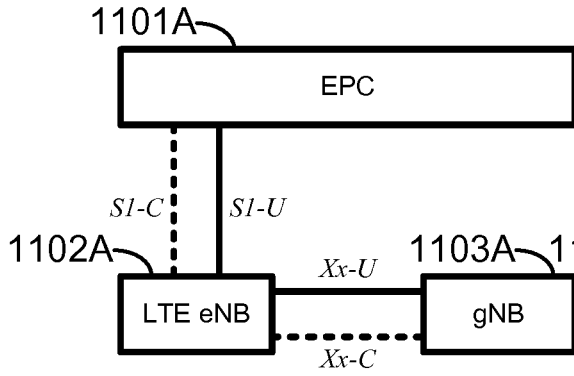 1101A
EPC
S1-C S1-U
1102A 1103A
Xx-U
LTE eNB gNB
Xx-C